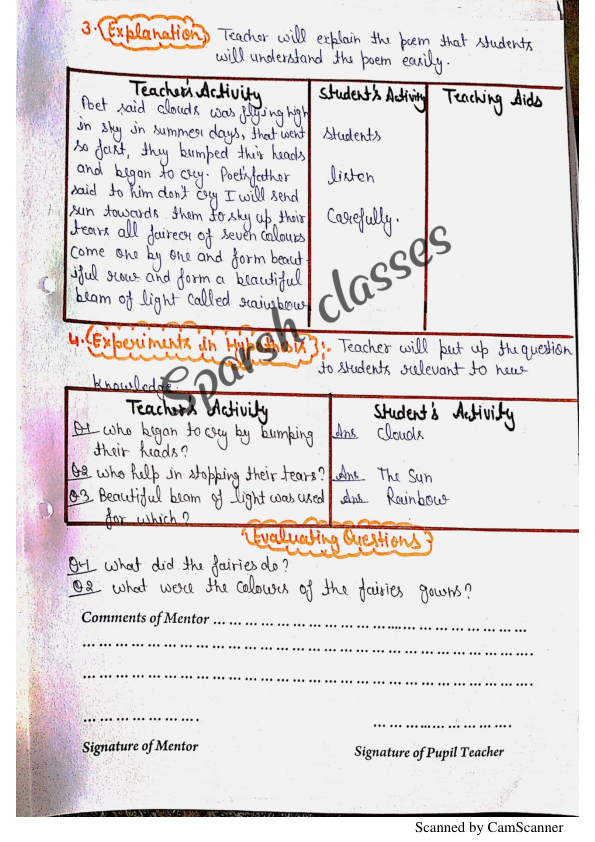 3. Explanation Teacher will explain the poem that students
will understand the poem easily.
Teacher's Activity
Poet said clouds was flying high
in sky in summer days, that went
so fast, they bumped their heads
and began to cry. Poet's father
said to him don't cry I will send
sun towards them to sky up their
tears all faireer of seven colours
come one by one and form beaut-
iful row and form a beautiful
beam of light called rainbow
Student's Activity
students
listen
Carefully.
Teaching Aids
4. Experiments in Hypothesis :- Teacher will put up the question
to students relevant to new
knowledge.
Teacher's Activity
Student's Activity
Q1 who began to cry by bumping
their heads?
Ans Clouds
Q2 who help in stopping their tears?
Ans The Sun
Q3 Beautiful beam of light was used
for which?
Ans Rainbow
Evaluating Questions
Q1 what did the fairies do?
Q2 what were the colours of the fairies gowns?
Comments of Mentor ... ... ... ... ... ... ... ... ... ... ... ... ... ... ... ...
... ... ... ... ... ... ... ... ... ... ... ... ... ... ... ... ... ... ... ... ... ...
... ... ... ... ... ... ... ... ... ... ... ... ... ... ... ... ... ... ... ... ... ...
... ... ... ... ... ... ....
... ... ... ... ... ... ... ....
Signature of Mentor
Signature of Pupil Teacher
Sparsh classes
Scanned by CamScanner